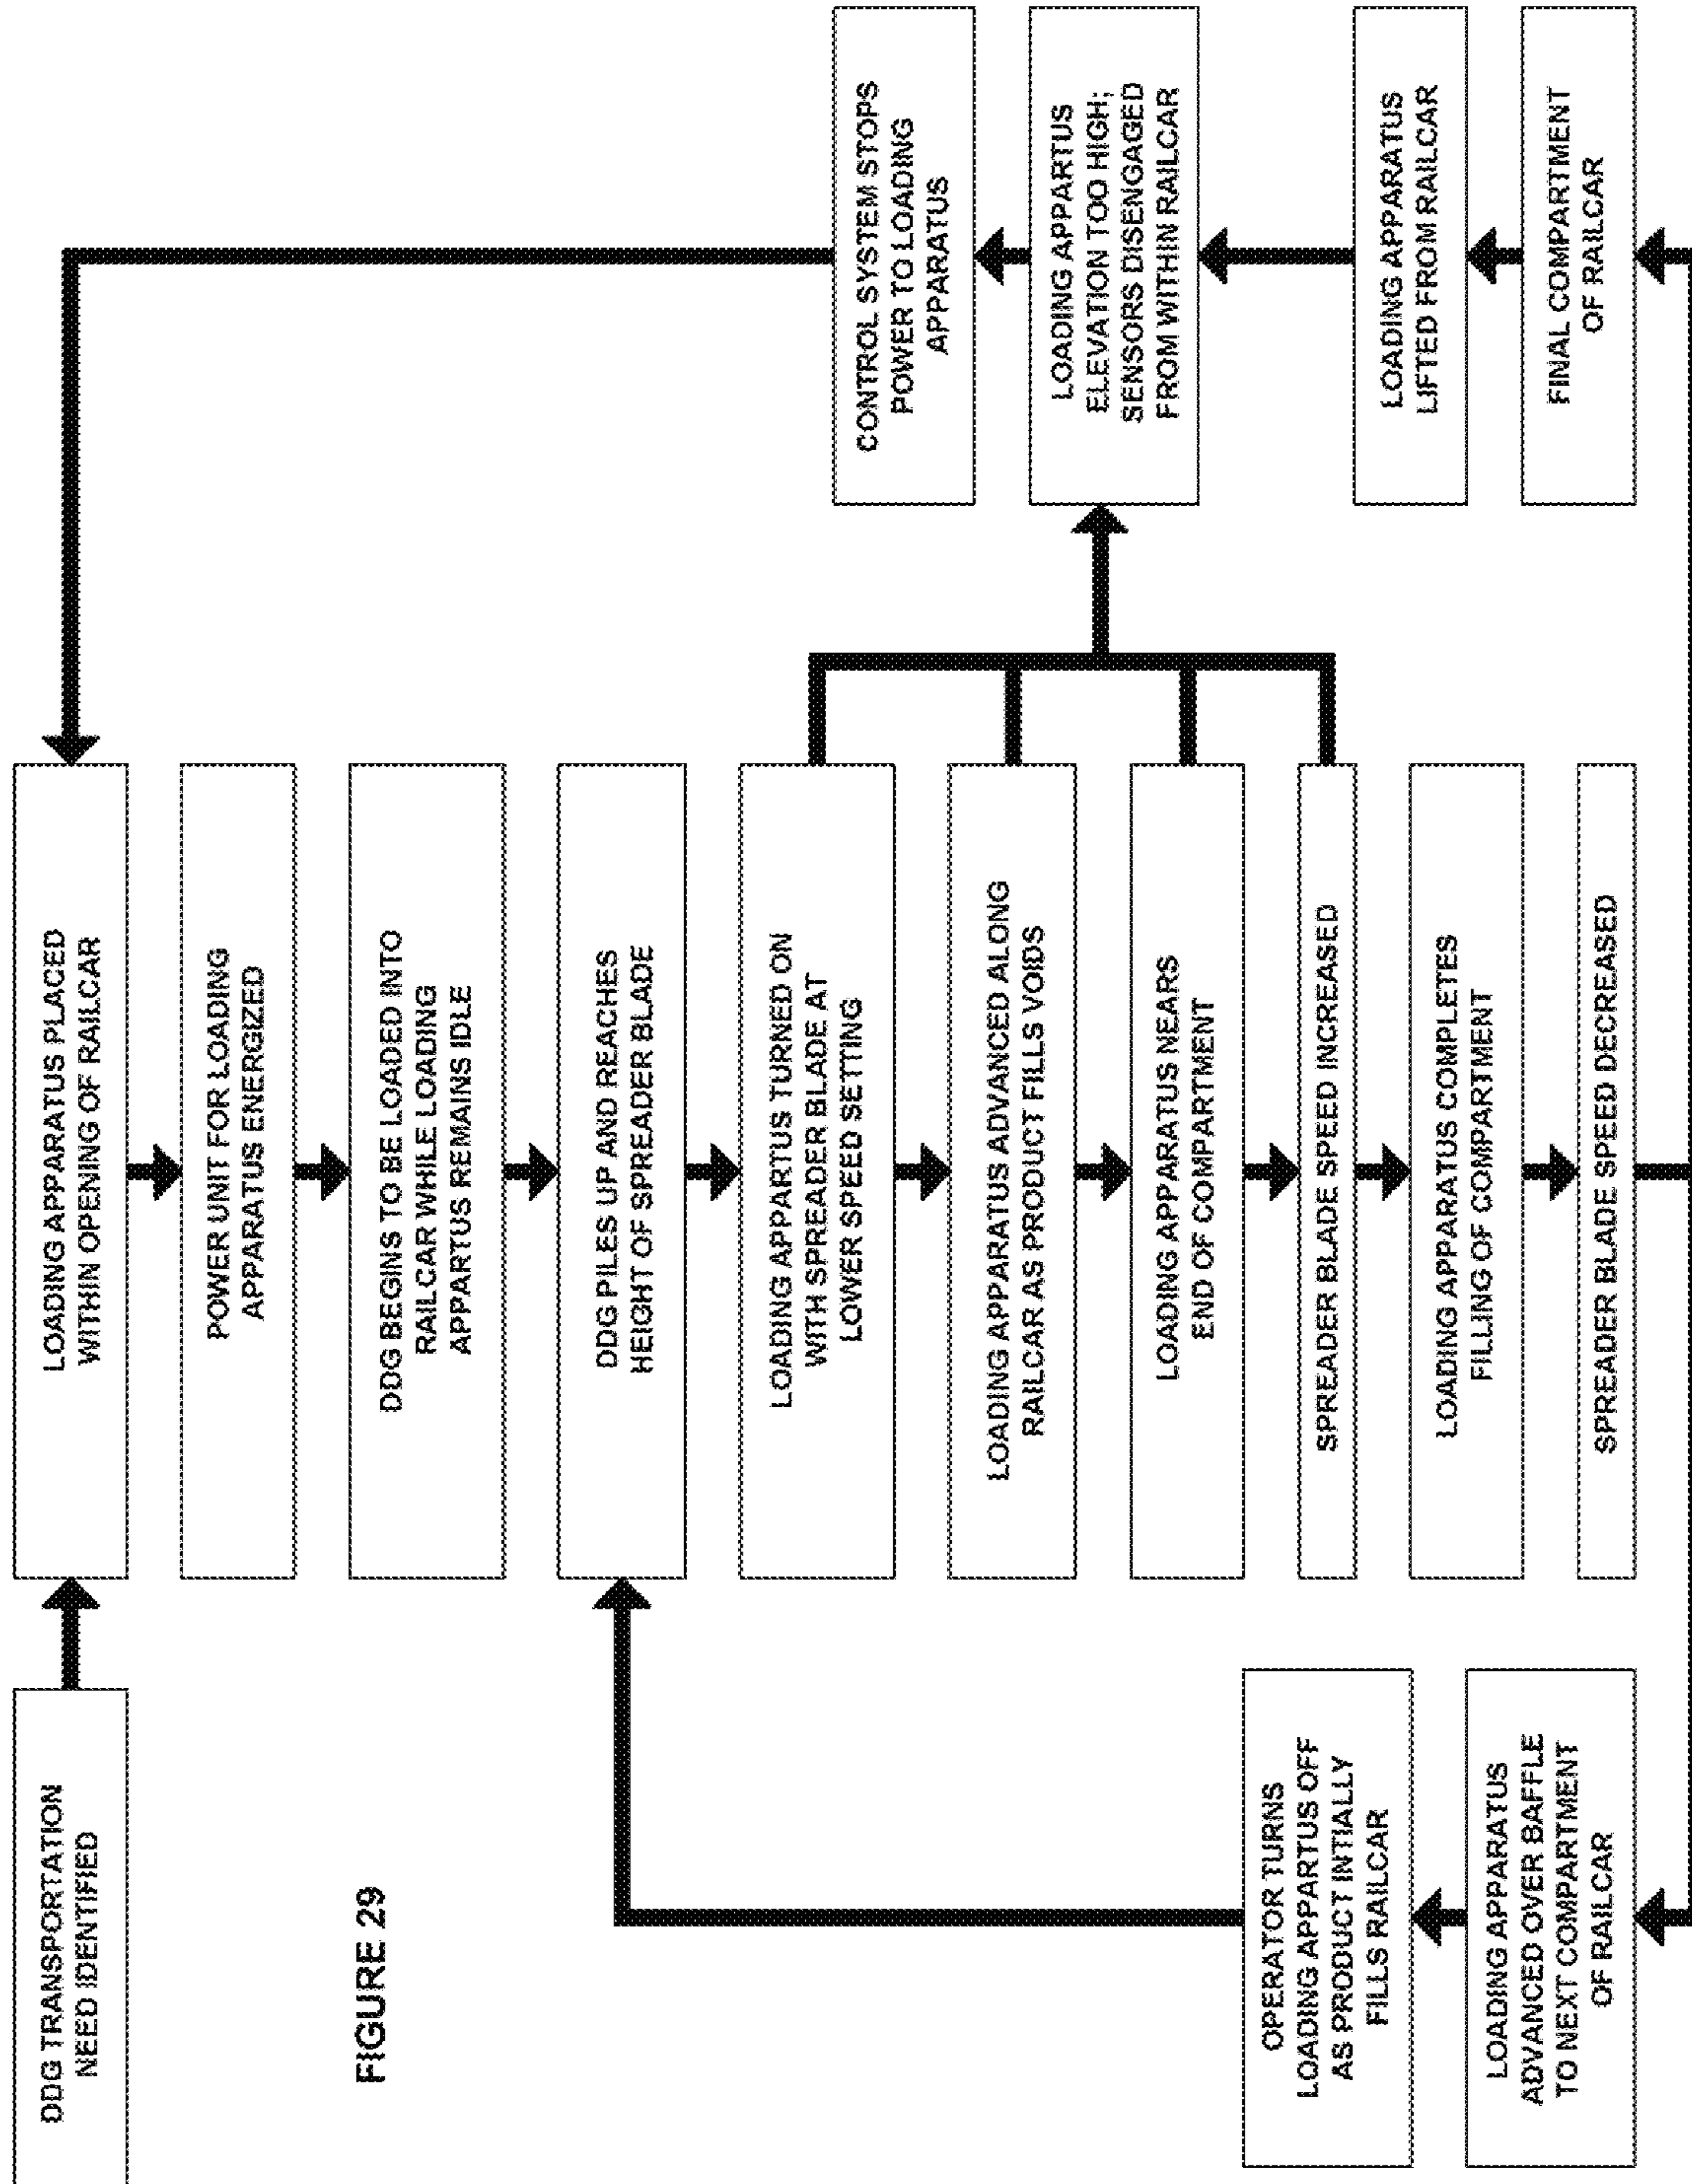 DDG TRANSPORTATION
NEED IDENTIFIED
LOADING APPARATUS PLACED
WITHIN OPENING OF RAILCAR
POWER UNIT FOR LOADING
APPARATUS ENERGIZED
DDG BEGINS TO BE LOADED INTO
RAILCAR WHILE LOADING
APPARTUS REMAINS IDLE
DDG PILES UP AND REACHES
HEIGHT OF SPREADER BLADE
LOADING APPARTUS TURNED ON
WITH SPREADER BLADE AT
LOWER SPEED SETTING
LOADING APPARATUS ADVANCED ALONG
RAILCAR AS PRODUCT FILLS VOIDS
LOADING APPARATUS NEARS
END OF COMPARTMENT
SPREADER BLADE SPEED INCREASED
LOADING APPARATUS COMPLETES
FILLING OF COMPARTMENT
SPREADER BLADE SPEED DECREASED
OPERATOR TURNS
LOADING APPARTUS OFF
AS PRODUCT INTIALLY
FILLS RAILCAR
LOADING APPARATUS
ADVANCED OVER BAFFLE
TO NEXT COMPARTMENT
OF RAILCAR
CONTROL SYSTEM STOPS
POWER TO LOADING
APPARATUS
LOADING APPARTUS
ELEVATION TOO HIGH;
SENSORS DISENGAGED
FROM WITHIN RAILCAR
LOADING APPARATUS
LIFTED FROM RAILCAR
FINAL COMPARTMENT
OF RAILCAR
FIGURE 29